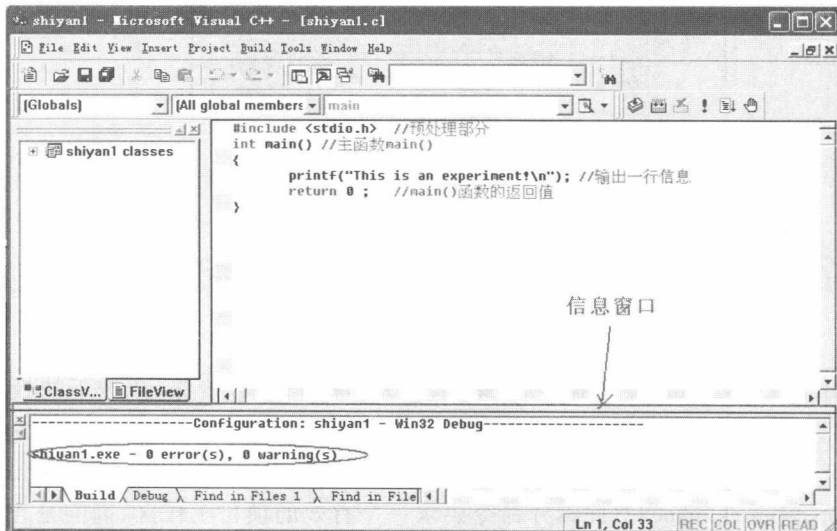 shiyan1 - Microsoft Visual C++ - [shiyan1.c]
File Edit View Insert Project Build Tools Window Help
(Globals) (All global members main
shiyan1 classes
#include <stdio.h> //预处理部分
int main() //主函数main()
{
printf("This is an experiment!\n"); //输出一行信息
return 0 ; //main()函数的返回值
}
信息窗口
ClassV... FileView
--------------------Configuration: shiyan1 - Win32 Debug--------------------
shiyan1.exe - 0 error(s), 0 warning(s)
Build Debug Find in Files 1 Find in File
Ln 1, Col 33 REC COL OVR READ